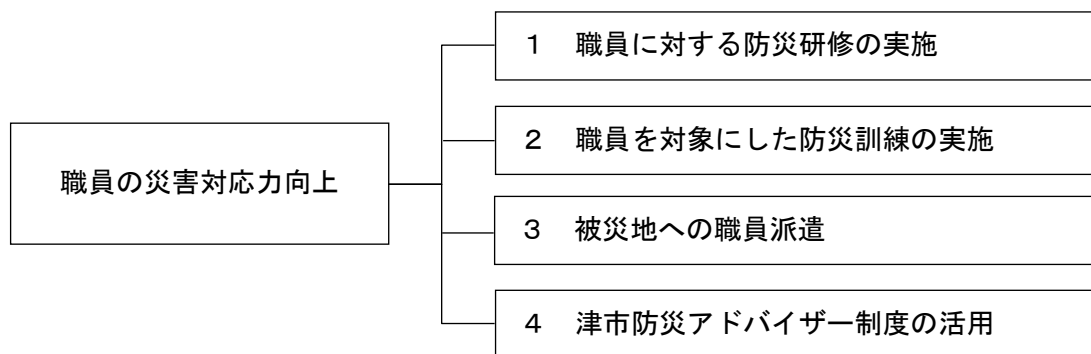 1 職員に対する防災研修の実施
2 職員を対象にした防災訓練の実施
職員の災害対応力向上
3 被災地への職員派遣
4 津市防災アドバイザー制度の活用